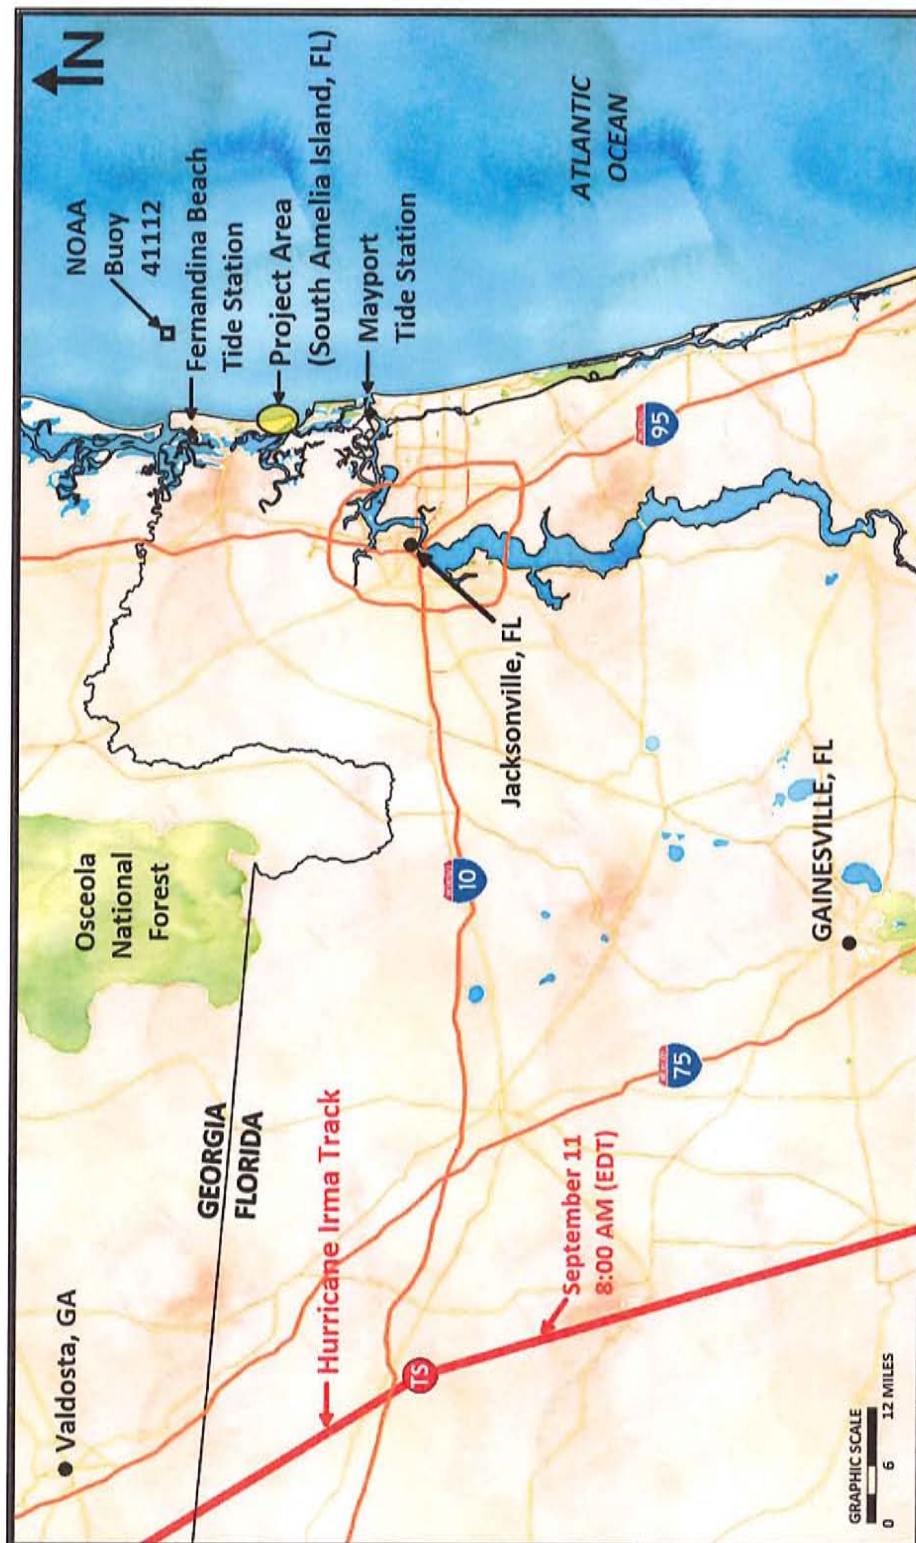 N
NOAA
Buoy
41112
Fernandina Beach
Tide Station
Project Area
(South Amelia Island, FL)
Mayport
Tide Station
ATLANTIC
OCEAN
Osceola
National
Forest
Jacksonville, FL
95
10
75
GAINESVILLE, FL
Valdosta, GA
GEORGIA
FLORIDA
Hurricane Irma Track
TS
September 11
8:00 AM (EDT)
GRAPHIC SCALE
0 6 12 MILES